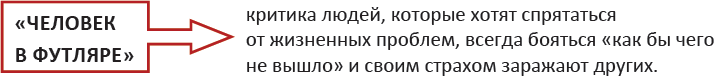 «ЧЕЛОВЕК
В ФУТЛЯРЕ»
критика людей, которые хотят спрятаться
от жизненных проблем, всегда бояться «как бы чего
не вышло» и своим страхом заражают других.